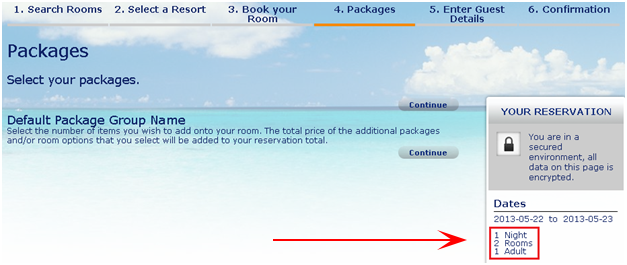 1. Search Rooms 2. Select a Resort 3. Book your Room 4. Packages 5. Enter Guest Details 6. Confirmation
Packages
Select your packages.
Continue
Default Package Group Name
Select the number of items you wish to add onto your room. The total price of the additional packages
and/or room options that you select will be added to your reservation total.
Continue
YOUR RESERVATION
You are in a
secured
environment, all
data on this page is
encrypted.
Dates
2013-05-22 to 2013-05-23
1 Night
2 Rooms
1 Adult